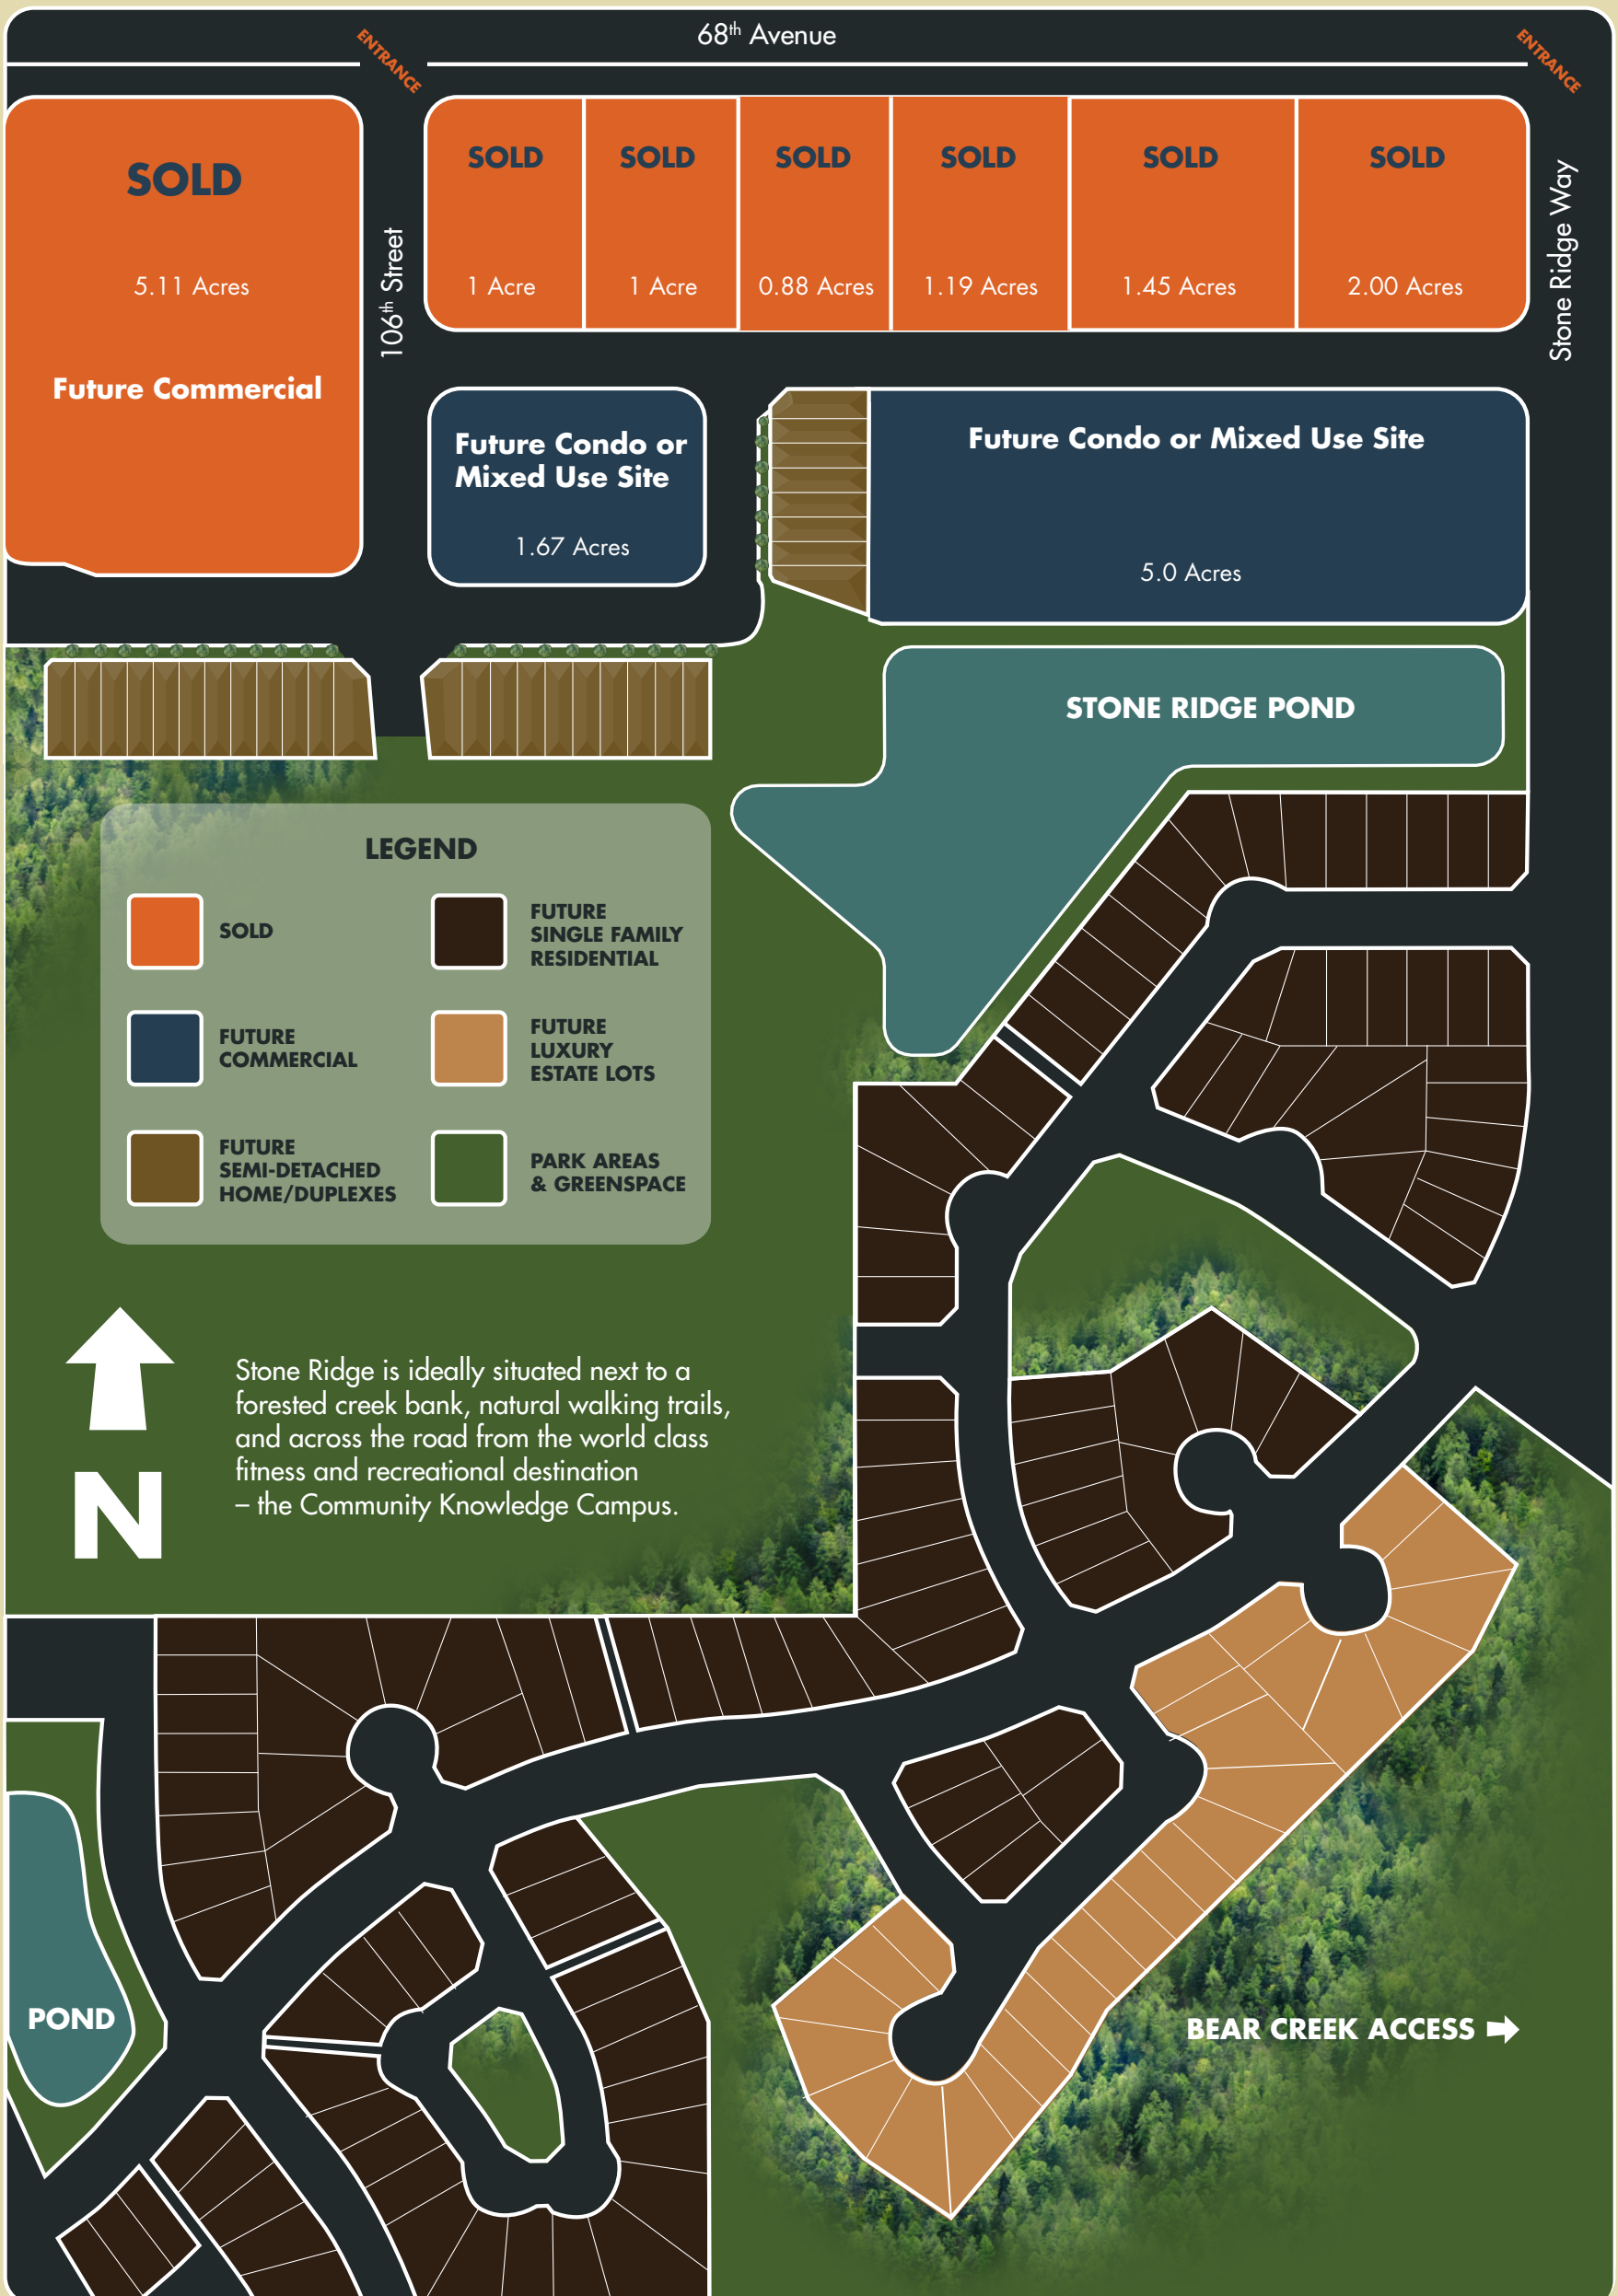 68th Avenue
ENTRANCE
ENTRANCE
SOLD
5.11 Acres
Future Commercial
106th Street
SOLD
1 Acre
SOLD
1 Acre
SOLD
0.88 Acres
SOLD
1.19 Acres
SOLD
1.45 Acres
SOLD
2.00 Acres
Stone Ridge Way
Future Condo or
Mixed Use Site
1.67 Acres
Future Condo or Mixed Use Site
5.0 Acres
STONE RIDGE POND
LEGEND
SOLD
FUTURE
COMMERCIAL
FUTURE
SEMI-DETACHED
HOME/DUPLEXES
FUTURE
SINGLE FAMILY
RESIDENTIAL
FUTURE
LUXURY
ESTATE LOTS
PARK AREAS
& GREENSPACE
N
Stone Ridge is ideally situated next to a
forested creek bank, natural walking trails,
and across the road from the world class
fitness and recreational destination
– the Community Knowledge Campus.
POND
BEAR CREEK ACCESS